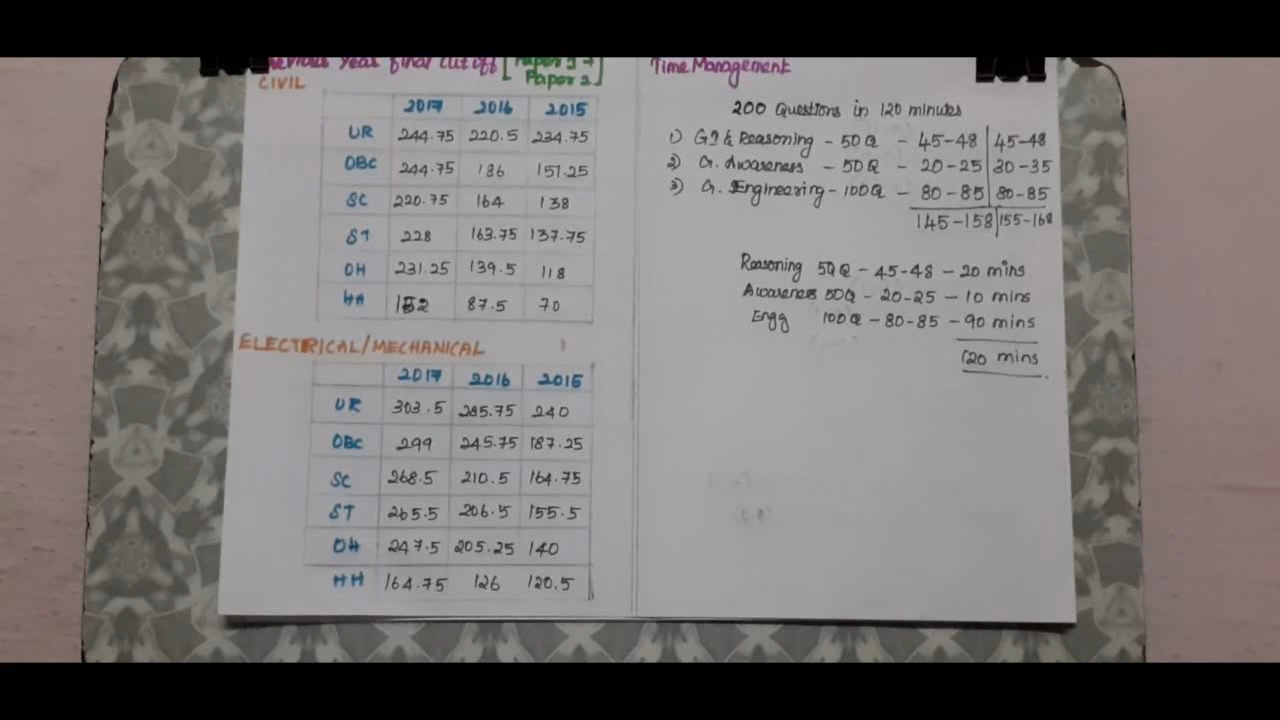 Previous Year final cut off [Paper 1 +
Paper 2]
CIVIL
2017 2016 2015
UR 244.75 220.5 234.75
OBC 244.75 186 151.25
SC 220.75 164 138
ST 228 163.75 137.75
OH 231.25 139.5 118
HH 152 87.5 70
ELECTRICAL/MECHANICAL
2017 2016 2015
UR 303.5 285.75 240
OBC 299 245.75 187.25
SC 268.5 210.5 164.75
ST 265.5 206.5 155.5
OH 247.5 205.25 140
HH 164.75 126 120.5
Time Management
200 Questions in 120 minutes
1) GI & Reasoning - 50Q - 45-48 45-48
2) G. Awareness - 50Q - 20-25 30-35
3) G. Engineering - 100Q - 80-85 80-85
145-158 155-168
Reasoning 50Q - 45-48 - 20 mins
Awareness 50Q - 20-25 - 10 mins
Engg 100Q - 80-85 - 90 mins
120 mins